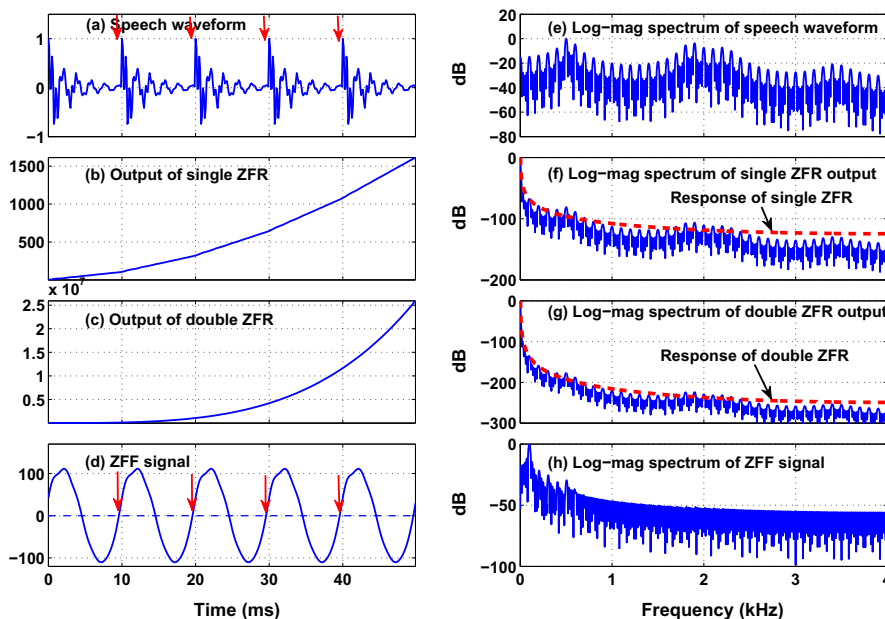 (a) Speech waveform
1
0
−1
(b) Output of single ZFR
1500
1000
500
x 10^7
(c) Output of double ZFR
2.5
2
1.5
1
0.5
(d) ZFF signal
100
0
−100
0
10
20
30
40
Time (ms)
(e) Log−mag spectrum of speech waveform
dB
20
0
−20
−40
−60
−80
(f) Log−mag spectrum of single ZFR output
Response of single ZFR
dB
0
−100
−200
(g) Log−mag spectrum of double ZFR output
Response of double ZFR
dB
0
−100
−200
−300
(h) Log−mag spectrum of ZFF signal
dB
0
−50
−100
0
1
2
3
4
Frequency (kHz)